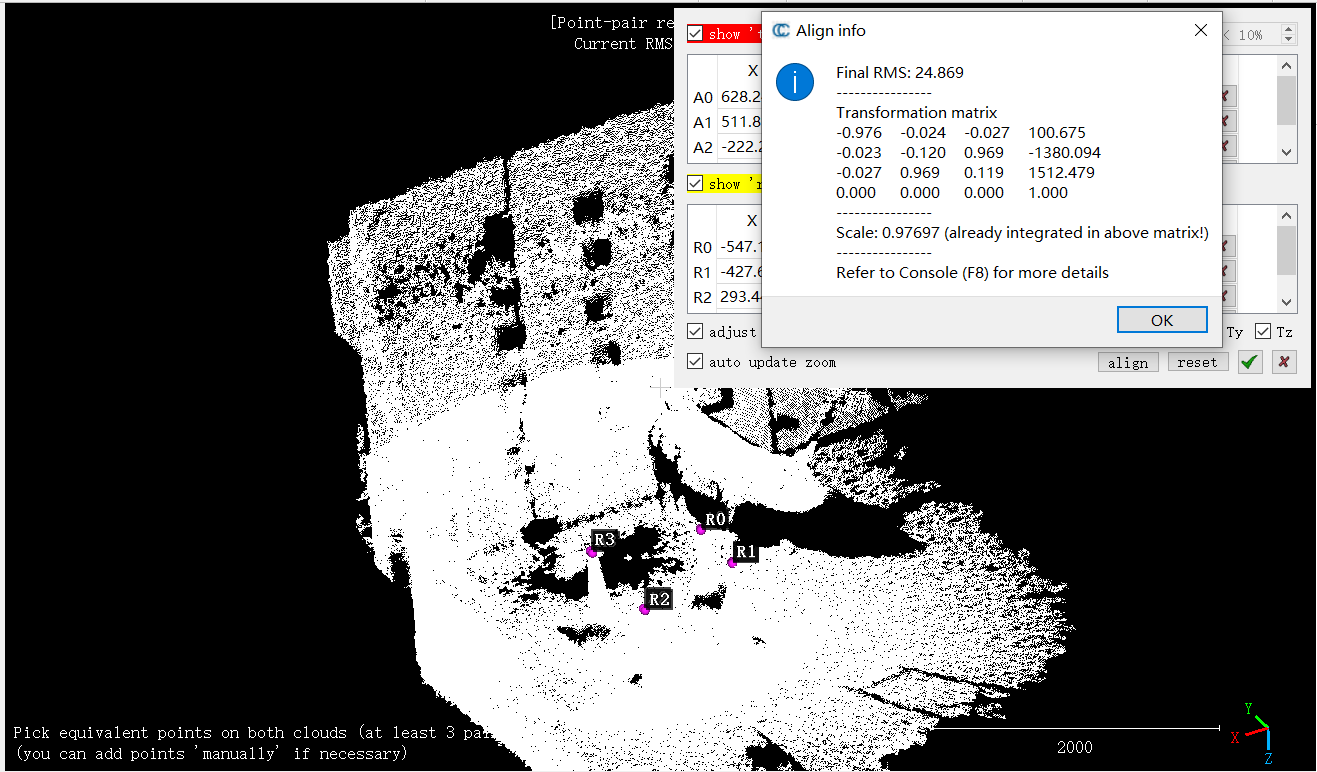 [Point-pair re
Current RMS
show 't
< 10%
X
A0 628.2
A1 511.8
A2 -222.2
show 'r
X
R0 -547.1
R1 -427.6
R2 293.4
adjust
Ty Tz
auto update zoom
align reset
Align info
Final RMS: 24.869
----------------
Transformation matrix
-0.976 -0.024 -0.027 100.675
-0.023 -0.120 0.969 -1380.094
-0.027 0.969 0.119 1512.479
0.000 0.000 0.000 1.000
----------------
Scale: 0.97697 (already integrated in above matrix!)
----------------
Refer to Console (F8) for more details
OK
R0
R3
R1
R2
Pick equivalent points on both clouds (at least 3 pai
(you can add points 'manually' if necessary)
2000
Y
X
Z